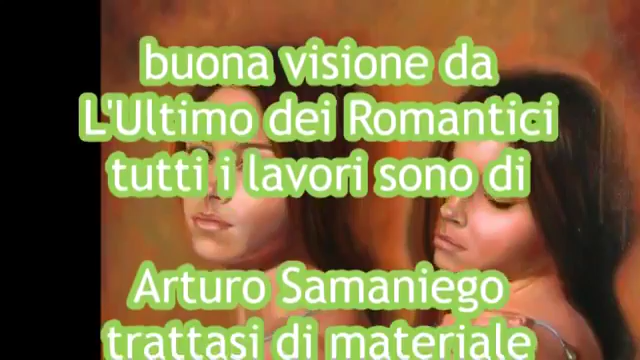 buona visione da
L'Ultimo dei Romantici
tutti i lavori sono di
Arturo Samaniego
trattasi di materiale